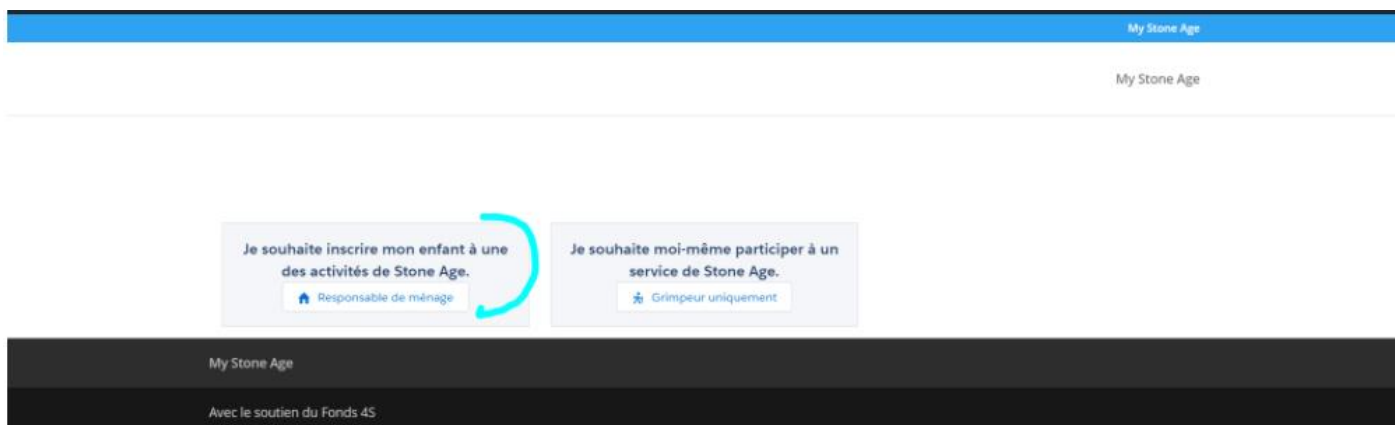 My Stone Age
My Stone Age
Je souhaite inscrire mon enfant à une
des activités de Stone Age.
Responsable de ménage
Je souhaite moi-même participer à un
service de Stone Age.
Grimpeur uniquement
My Stone Age
Avec le soutien du Fonds 4S